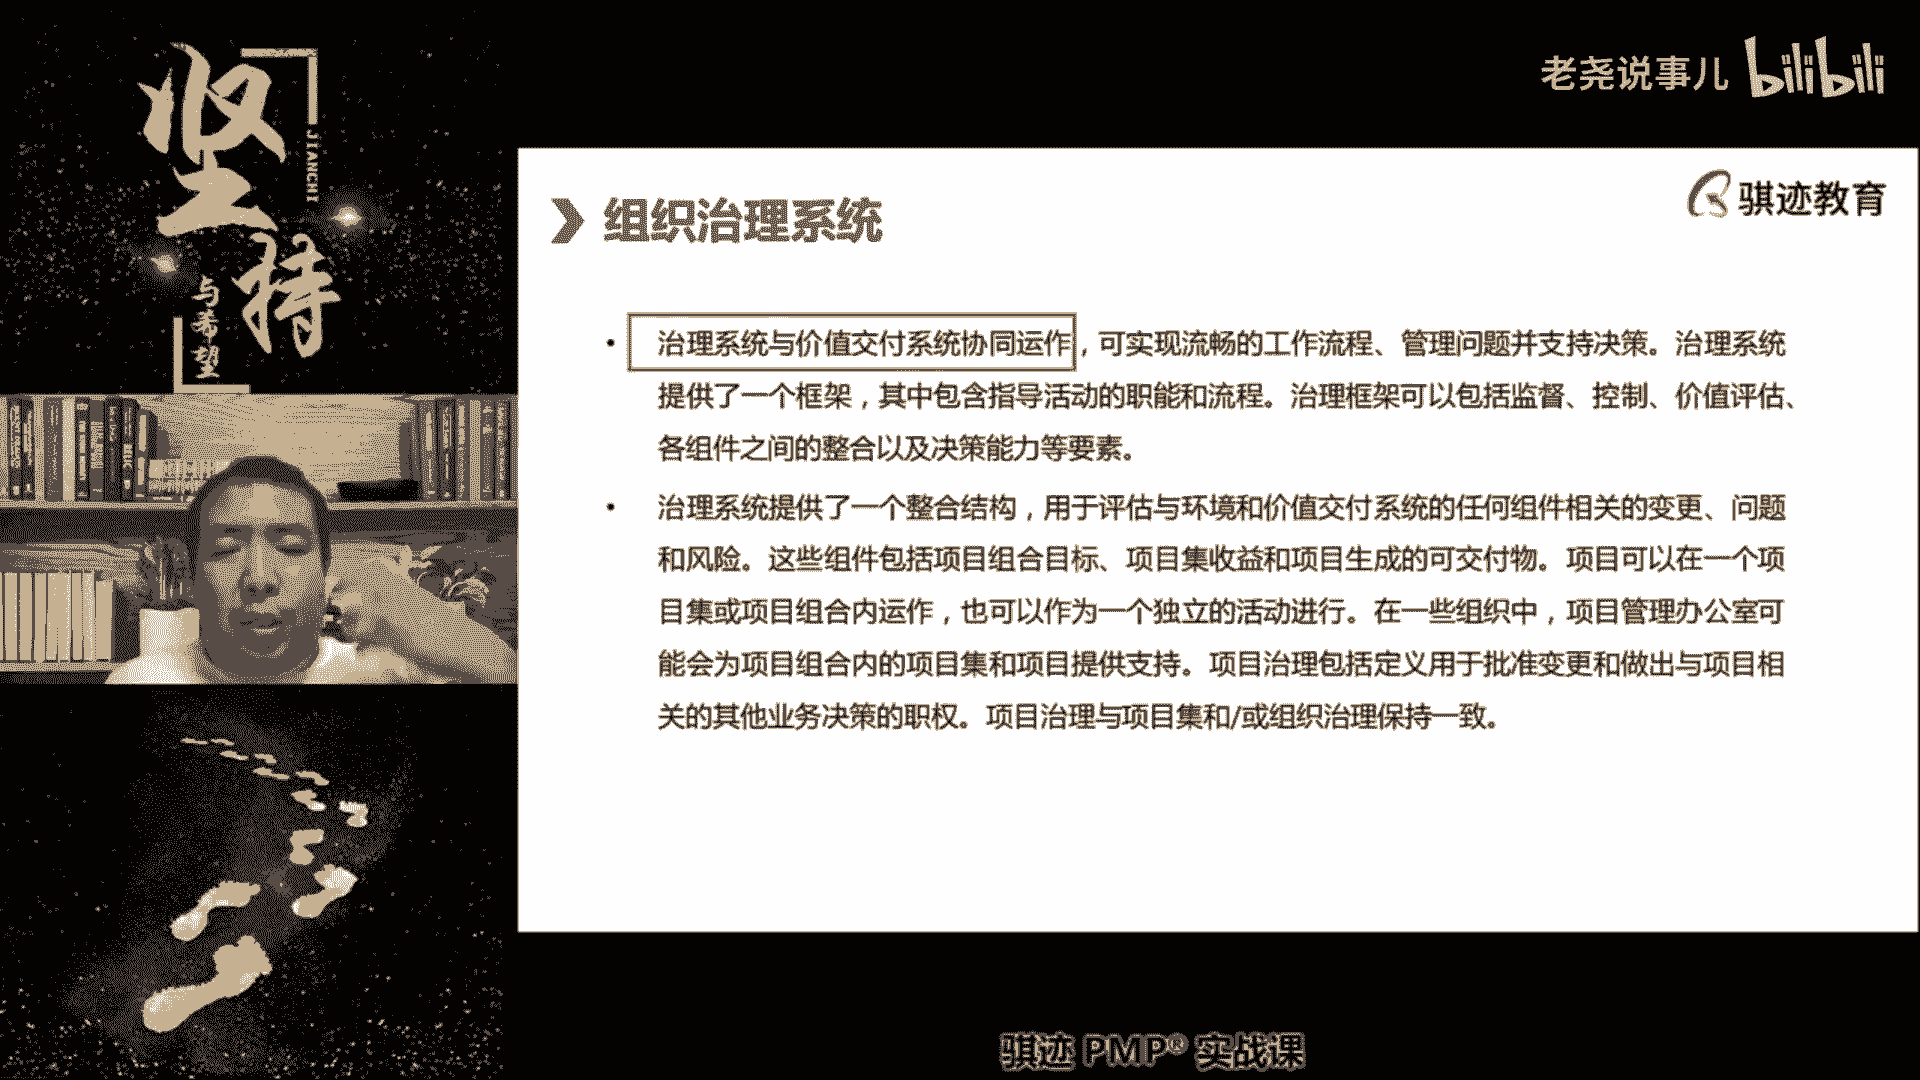 坚持
JIANCHI
与希望
老尧说事儿 bilibili
骐迹教育
组织治理系统
• 治理系统与价值交付系统协同运作，可实现流畅的工作流程、管理问题并支持决策。治理系统
提供了一个框架，其中包含指导活动的职能和流程。治理框架可以包括监督、控制、价值评估、
各组件之间的整合以及决策能力等要素。
• 治理系统提供了一个整合结构，用于评估与环境和价值交付系统的任何组件相关的变更、问题
和风险。这些组件包括项目组合目标、项目集收益和项目生成的可交付物。项目可以在一个项
目集或项目组合内运作，也可以作为一个独立的活动进行。在一些组织中，项目管理办公室可
能会为项目组合内的项目集和项目提供支持。项目治理包括定义用于批准变更和做出与项目相
关的其他业务决策的职权。项目治理与项目集和/或组织治理保持一致。
骐迹 PMP® 实战课